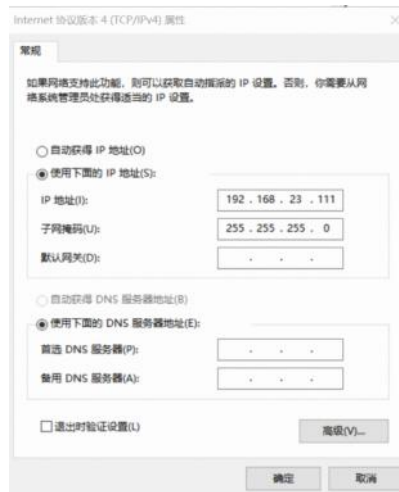 Internet 协议版本 4 (TCP/IPv4) 属性
常规
如果网络支持此功能，则可以获取自动指派的 IP 设置。否则，你需要从网
络系统管理员处获得适当的 IP 设置。
自动获得 IP 地址(O)
使用下面的 IP 地址(S):
IP 地址(I): 192 . 168 . 23 . 111
子网掩码(U): 255 . 255 . 255 . 0
默认网关(D): . . .
自动获得 DNS 服务器地址(B)
使用下面的 DNS 服务器地址(E):
首选 DNS 服务器(P): . . .
备用 DNS 服务器(A): . . .
退出时验证设置(L)
高级(V)...
确定 取消